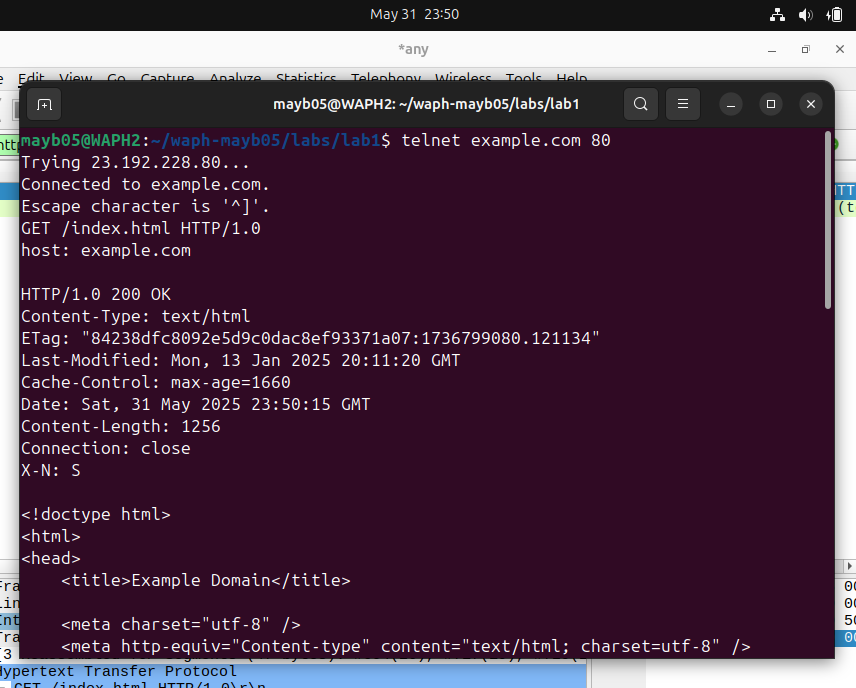 May 31 23:50
*any
Edit View Go Capture Analyze Statistics Telephony Wireless Tools Help
mayb05@WAPH2: ~/waph-mayb05/labs/lab1
mayb05@WAPH2:~/waph-mayb05/labs/lab1$ telnet example.com 80
Trying 23.192.228.80...
Connected to example.com.
Escape character is '^]'.
GET /index.html HTTP/1.0
host: example.com
HTTP/1.0 200 OK
Content-Type: text/html
ETag: "84238dfc8092e5d9c0dac8ef93371a07:1736799080.121134"
Last-Modified: Mon, 13 Jan 2025 20:11:20 GMT
Cache-Control: max-age=1660
Date: Sat, 31 May 2025 23:50:15 GMT
Content-Length: 1256
Connection: close
X-N: S
<!doctype html>
<html>
<head>
<title>Example Domain</title>
<meta charset="utf-8" />
<meta http-equiv="Content-type" content="text/html; charset=utf-8" />
Hypertext Transfer Protocol
GET /index.html HTTP/1.0\r\n